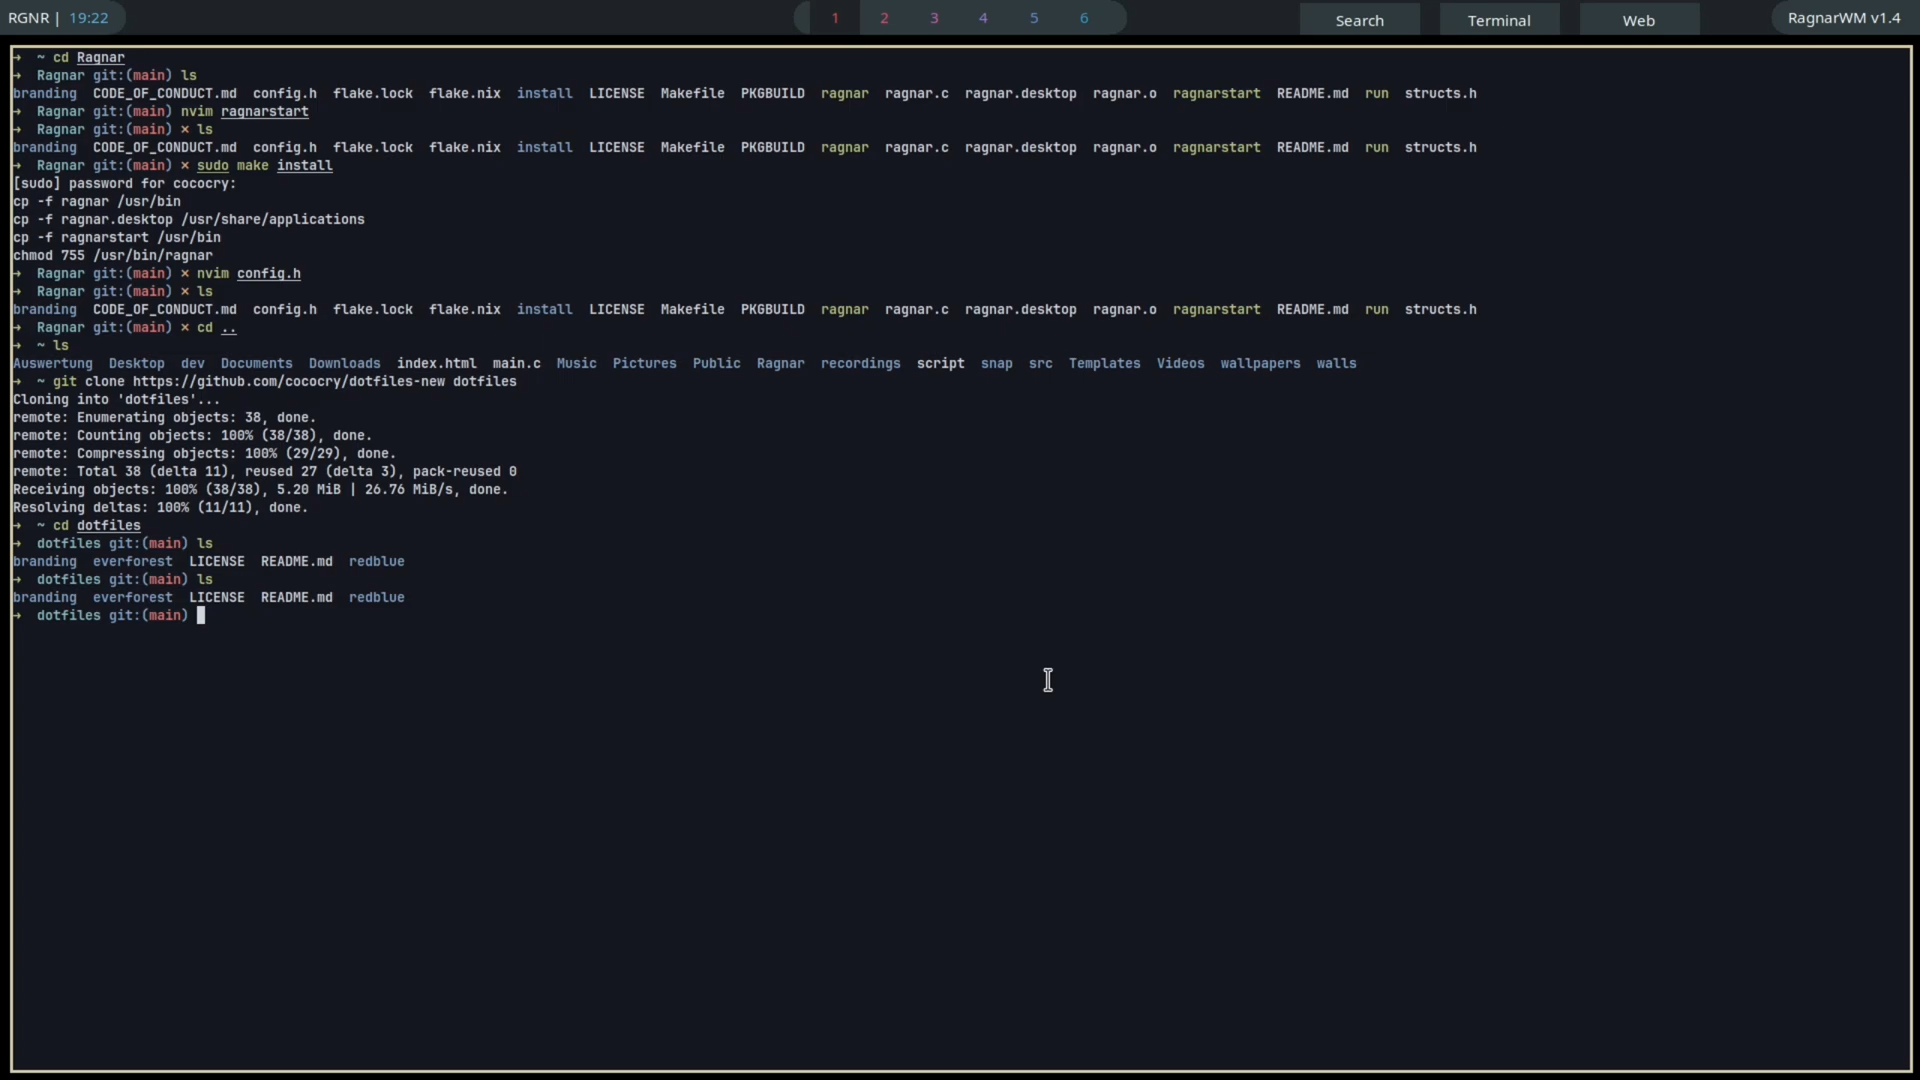 RGNR | 19:22 1 2 3 4 5 6 Search Terminal Web RagnarWM v1.4
→ ~ cd Ragnar
→ Ragnar git:(main) ls
branding CODE_OF_CONDUCT.md config.h flake.lock flake.nix install LICENSE Makefile PKGBUILD ragnar ragnar.c ragnar.desktop ragnar.o ragnarstart README.md run structs.h
→ Ragnar git:(main) nvim ragnarstart
→ Ragnar git:(main) × ls
branding CODE_OF_CONDUCT.md config.h flake.lock flake.nix install LICENSE Makefile PKGBUILD ragnar ragnar.c ragnar.desktop ragnar.o ragnarstart README.md run structs.h
→ Ragnar git:(main) × sudo make install
[sudo] password for cococry:
cp -f ragnar /usr/bin
cp -f ragnar.desktop /usr/share/applications
cp -f ragnarstart /usr/bin
chmod 755 /usr/bin/ragnar
→ Ragnar git:(main) × nvim config.h
→ Ragnar git:(main) × ls
branding CODE_OF_CONDUCT.md config.h flake.lock flake.nix install LICENSE Makefile PKGBUILD ragnar ragnar.c ragnar.desktop ragnar.o ragnarstart README.md run structs.h
→ Ragnar git:(main) × cd ..
→ ~ ls
Auswertung Desktop dev Documents Downloads index.html main.c Music Pictures Public Ragnar recordings script snap src Templates Videos wallpapers walls
→ ~ git clone https://github.com/cococry/dotfiles-new dotfiles
Cloning into 'dotfiles'...
remote: Enumerating objects: 38, done.
remote: Counting objects: 100% (38/38), done.
remote: Compressing objects: 100% (29/29), done.
remote: Total 38 (delta 11), reused 27 (delta 3), pack-reused 0
Receiving objects: 100% (38/38), 5.20 MiB | 26.76 MiB/s, done.
Resolving deltas: 100% (11/11), done.
→ ~ cd dotfiles
→ dotfiles git:(main) ls
branding everforest LICENSE README.md redblue
→ dotfiles git:(main) ls
branding everforest LICENSE README.md redblue
→ dotfiles git:(main)